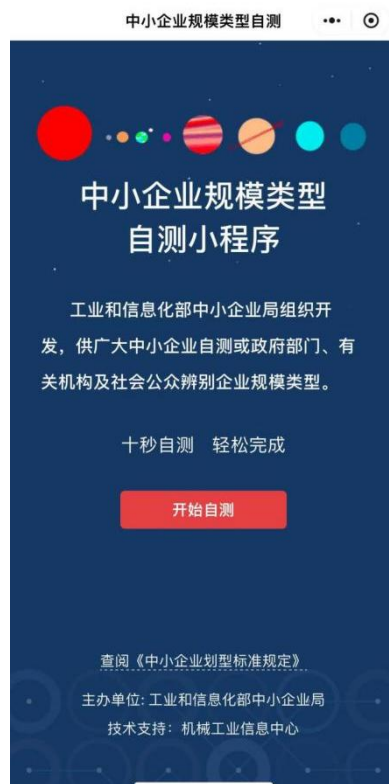 中小企业规模类型自测
中小企业规模类型
自测小程序
工业和信息化部中小企业局组织开
发，供广大中小企业自测或政府部门、有
关机构及社会公众辨别企业规模类型。
十秒自测 轻松完成
开始自测
查阅《中小企业划型标准规定》
主办单位: 工业和信息化部中小企业局
技术支持：机械工业信息中心